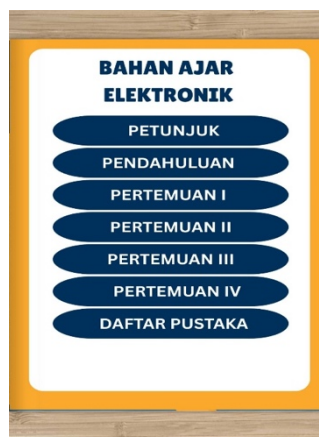 BAHAN AJAR
ELEKTRONIK
PETUNJUK
PENDAHULUAN
PERTEMUAN I
PERTEMUAN II
PERTEMUAN III
PERTEMUAN IV
DAFTAR PUSTAKA